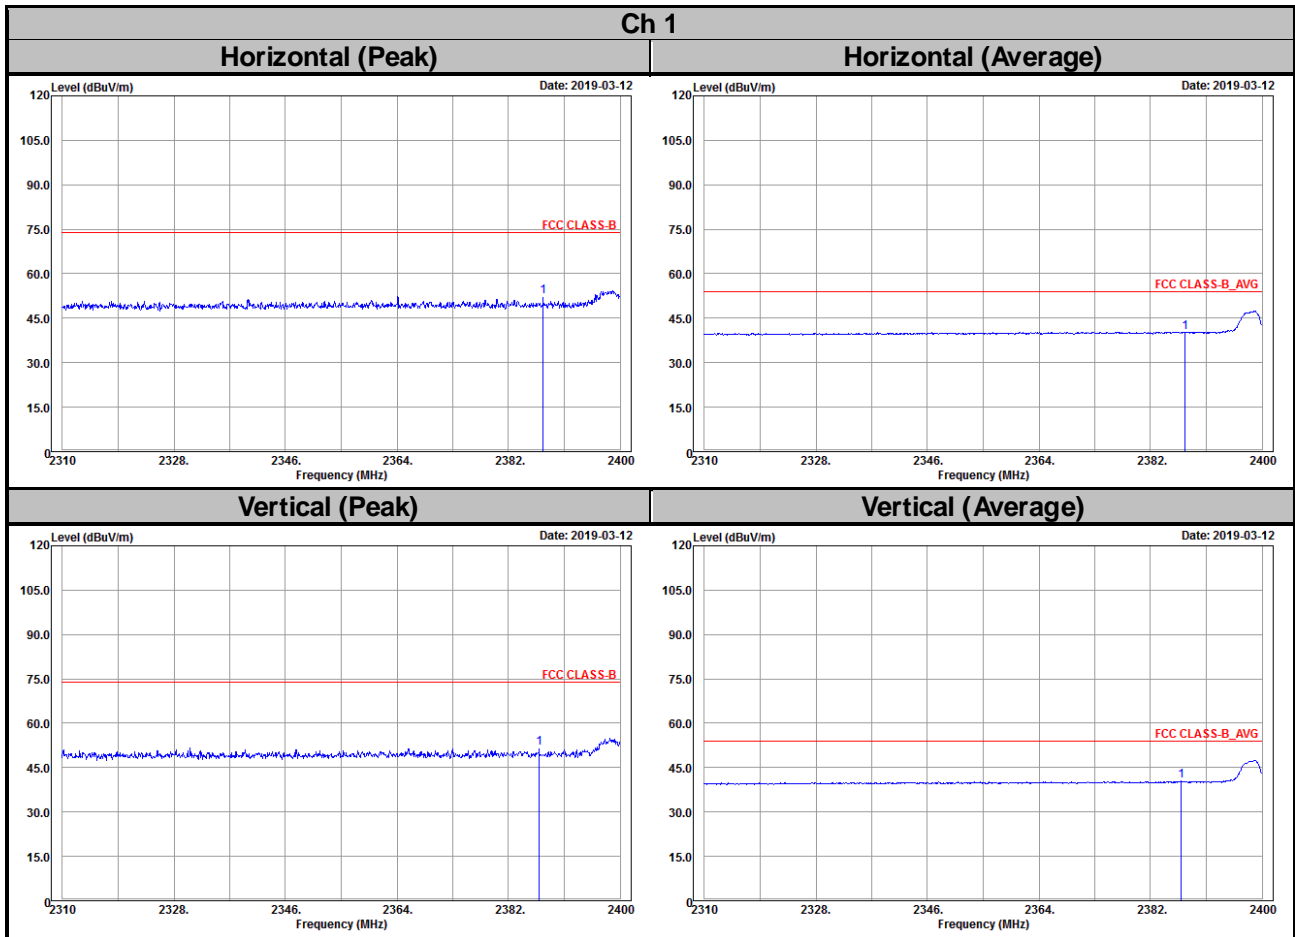 Ch 1
Horizontal (Peak) Horizontal (Average)
Level (dBuV/m) Date: 2019-03-12
120
105.0
90.0
75.0
FCC CLASS-B
60.0
1
45.0
30.0
15.0
0
2310 2328. 2346. 2364. 2382. 2400
Frequency (MHz)
Level (dBuV/m) Date: 2019-03-12
120
105.0
90.0
75.0
60.0
FCC CLASS-B_AVG
45.0
1
30.0
15.0
0
2310 2328. 2346. 2364. 2382. 2400
Frequency (MHz)
Vertical (Peak) Vertical (Average)
Level (dBuV/m) Date: 2019-03-12
120
105.0
90.0
75.0
FCC CLASS-B
60.0
1
45.0
30.0
15.0
0
2310 2328. 2346. 2364. 2382. 2400
Frequency (MHz)
Level (dBuV/m) Date: 2019-03-12
120
105.0
90.0
75.0
60.0
FCC CLASS-B_AVG
45.0
1
30.0
15.0
0
2310 2328. 2346. 2364. 2382. 2400
Frequency (MHz)